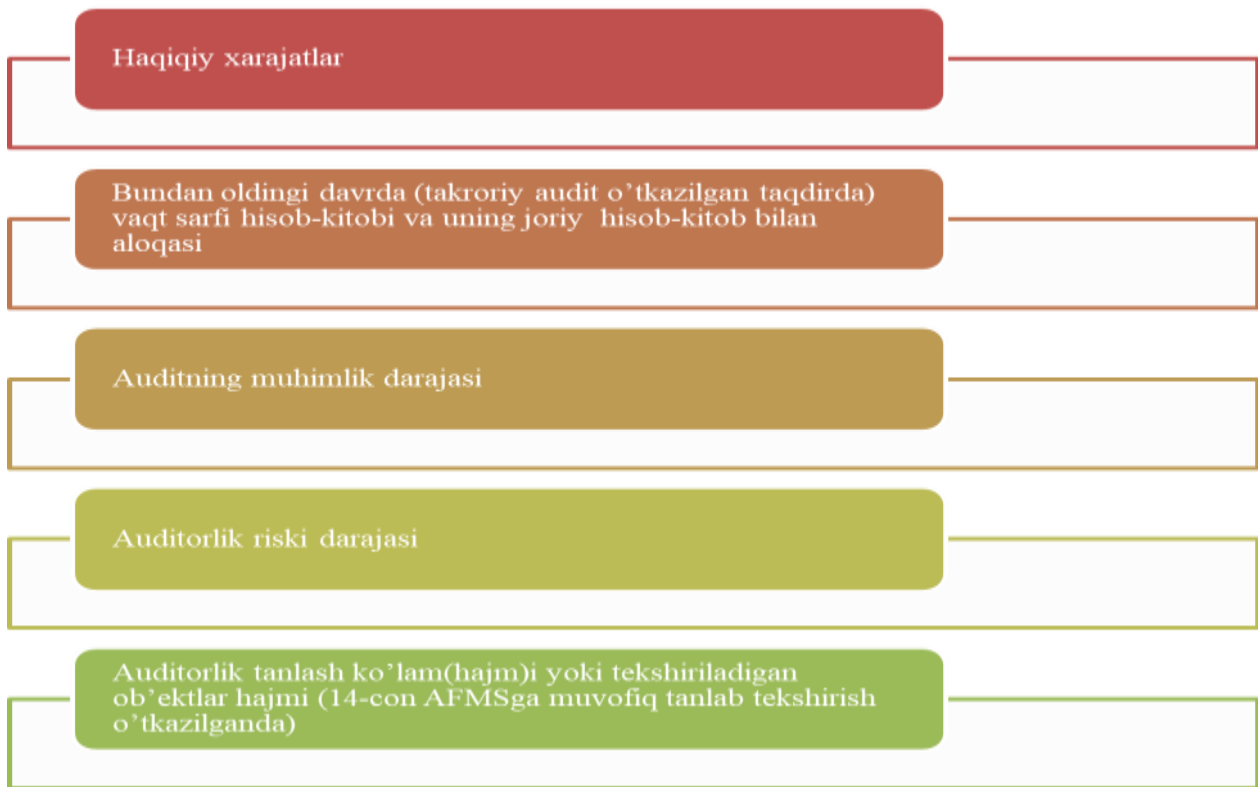 Haqiqiy xarajatlar
Bundan oldingi davrda (takroriy audit o’tkazilgan taqdirda)
vaqt sarfi hisob-kitobi va uning joriy hisob-kitob bilan
aloqasi
Auditning muhimlik darajasi
Auditorlik riski darajasi
Auditorlik tanlash ko’lam(hajm)i yoki tekshiriladigan
ob’ektlar hajmi (14-con AFMSga muvofiq tanlab tekshirish
o’tkazilganda)